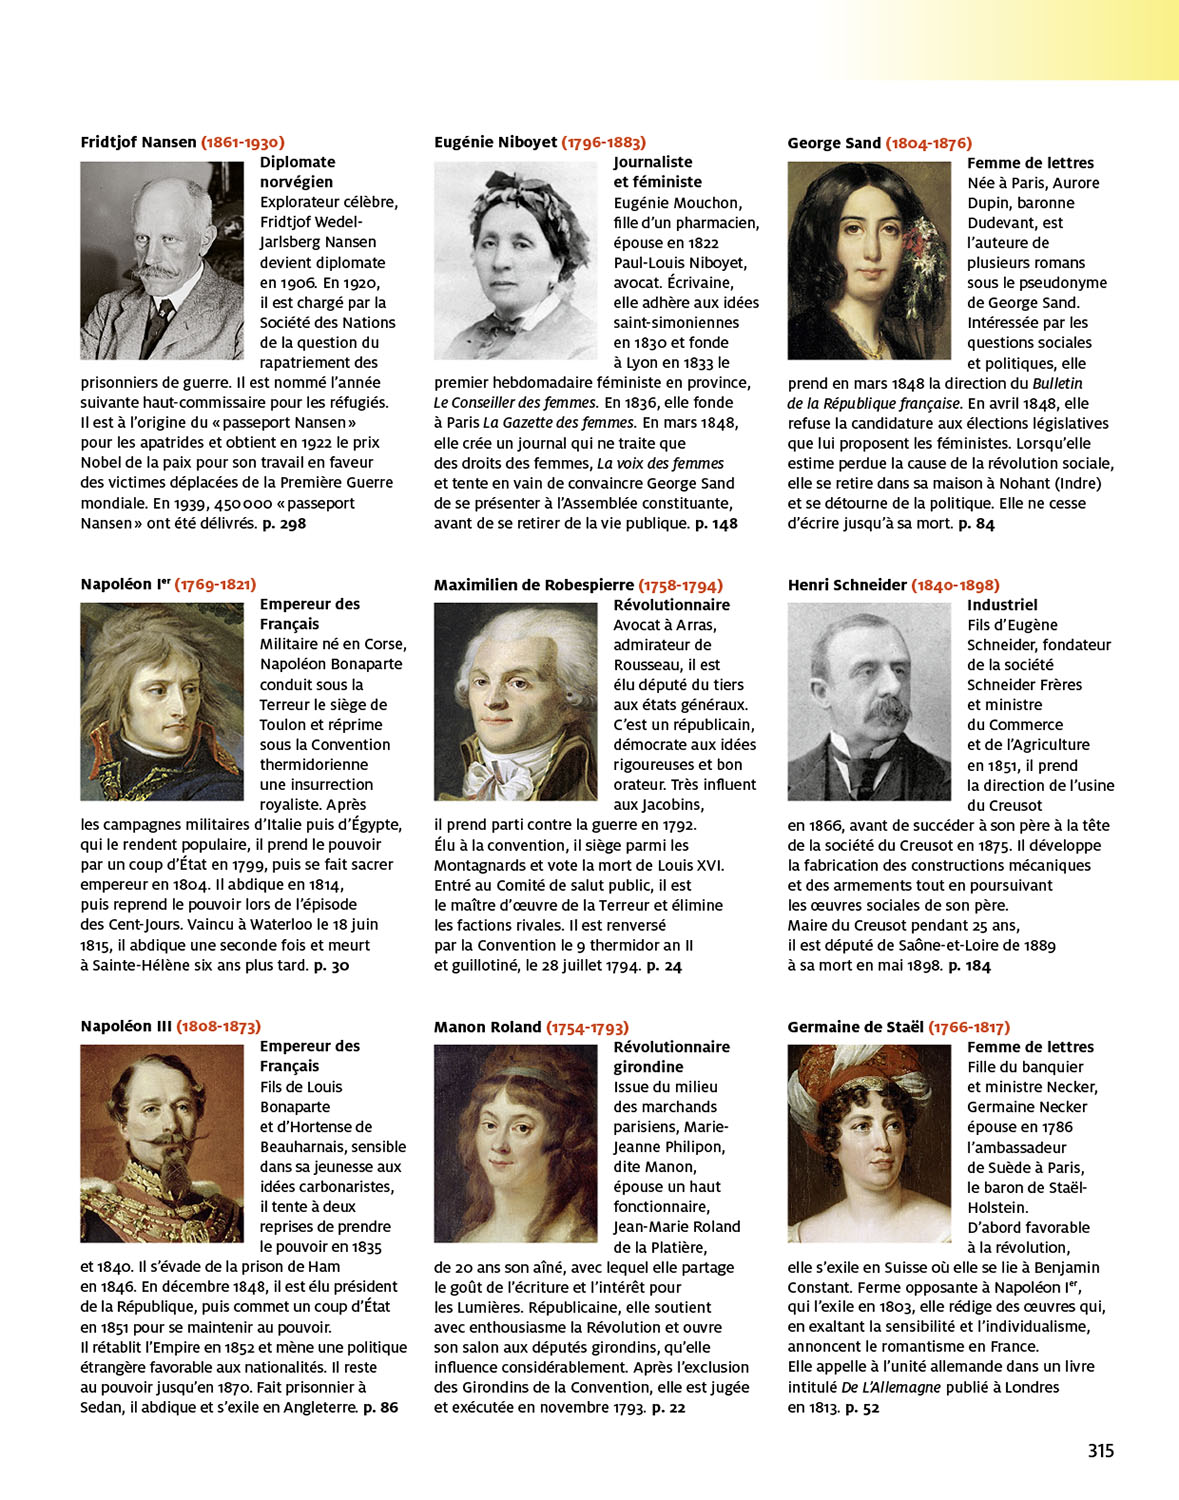 Fridtjof Nansen (1861-1930)
Diplomate
norvégien
Explorateur célèbre,
Fridtjof Wedel-
Jarlsberg Nansen
devient diplomate
en 1906. En 1920,
il est chargé par la
Société des Nations
de la question du
rapatriement des
prisonniers de guerre. Il est nommé l’année
suivante haut-commissaire pour les réfugiés.
Il est à l’origine du « passeport Nansen »
pour les apatrides et obtient en 1922 le prix
Nobel de la paix pour son travail en faveur
des victimes déplacées de la Première Guerre
mondiale. En 1939, 450 000 « passeport
Nansen » ont été délivrés. p. 298
Eugénie Niboyet (1796-1883)
Journaliste
et féministe
Eugénie Mouchon,
fille d’un pharmacien,
épouse en 1822
Paul-Louis Niboyet,
avocat. Écrivaine,
elle adhère aux idées
saint-simoniennes
en 1830 et fonde
à Lyon en 1833 le
premier hebdomadaire féministe en province,
Le Conseiller des femmes. En 1836, elle fonde
à Paris La Gazette des femmes. En mars 1848,
elle crée un journal qui ne traite que
des droits des femmes, La voix des femmes
et tente en vain de convaincre George Sand
de se présenter à l’Assemblée constituante,
avant de se retirer de la vie publique. p. 148
George Sand (1804-1876)
Femme de lettres
Née à Paris, Aurore
Dupin, baronne
Dudevant, est
l’auteure de
plusieurs romans
sous le pseudonyme
de George Sand.
Intéressée par les
questions sociales
et politiques, elle
prend en mars 1848 la direction du Bulletin
de la République française. En avril 1848, elle
refuse la candidature aux élections législatives
que lui proposent les féministes. Lorsqu’elle
estime perdue la cause de la révolution sociale,
elle se retire dans sa maison à Nohant (Indre)
et se détourne de la politique. Elle ne cesse
d’écrire jusqu’à sa mort. p. 84
Napoléon Ier (1769-1821)
Empereur des
Français
Militaire né en Corse,
Napoléon Bonaparte
conduit sous la
Terreur le siège de
Toulon et réprime
sous la Convention
thermidorienne
une insurrection
royaliste. Après
les campagnes militaires d’Italie puis d’Égypte,
qui le rendent populaire, il prend le pouvoir
par un coup d’État en 1799, puis se fait sacrer
empereur en 1804. Il abdique en 1814,
puis reprend le pouvoir lors de l’épisode
des Cent-Jours. Vaincu à Waterloo le 18 juin
1815, il abdique une seconde fois et meurt
à Sainte-Hélène six ans plus tard. p. 30
Maximilien de Robespierre (1758-1794)
Révolutionnaire
Avocat à Arras,
admirateur de
Rousseau, il est
élu député du tiers
aux états généraux.
C’est un républicain,
démocrate aux idées
rigoureuses et bon
orateur. Très influent
aux Jacobins,
il prend parti contre la guerre en 1792.
Élu à la convention, il siège parmi les
Montagnards et vote la mort de Louis XVI.
Entré au Comité de salut public, il est
le maître d’œuvre de la Terreur et élimine
les factions rivales. Il est renversé
par la Convention le 9 thermidor an II
et guillotiné, le 28 juillet 1794. p. 24
Henri Schneider (1840-1898)
Industriel
Fils d’Eugène
Schneider, fondateur
de la société
Schneider Frères
et ministre
du Commerce
et de l’Agriculture
en 1851, il prend
la direction de l’usine
du Creusot
en 1866, avant de succéder à son père à la tête
de la société du Creusot en 1875. Il développe
la fabrication des constructions mécaniques
et des armements tout en poursuivant
les œuvres sociales de son père.
Maire du Creusot pendant 25 ans,
il est député de Saône-et-Loire de 1889
à sa mort en mai 1898. p. 184
Napoléon III (1808-1873)
Empereur des
Français
Fils de Louis
Bonaparte
et d’Hortense de
Beauharnais, sensible
dans sa jeunesse aux
idées carbonaristes,
il tente à deux
reprises de prendre
le pouvoir en 1835
et 1840. Il s’évade de la prison de Ham
en 1846. En décembre 1848, il est élu président
de la République, puis commet un coup d’État
en 1851 pour se maintenir au pouvoir.
Il rétablit l’Empire en 1852 et mène une politique
étrangère favorable aux nationalités. Il reste
au pouvoir jusqu’en 1870. Fait prisonnier à
Sedan, il abdique et s’exile en Angleterre. p. 86
Manon Roland (1754-1793)
Révolutionnaire
girondine
Issue du milieu
des marchands
parisiens, Marie-
Jeanne Philipon,
dite Manon,
épouse un haut
fonctionnaire,
Jean-Marie Roland
de la Platière,
de 20 ans son aîné, avec lequel elle partage
le goût de l’écriture et l’intérêt pour
les Lumières. Républicaine, elle soutient
avec enthousiasme la Révolution et ouvre
son salon aux députés girondins, qu’elle
influence considérablement. Après l’exclusion
des Girondins de la Convention, elle est jugée
et exécutée en novembre 1793. p. 22
Germaine de Staël (1766-1817)
Femme de lettres
Fille du banquier
et ministre Necker,
Germaine Necker
épouse en 1786
l’ambassadeur
de Suède à Paris,
le baron de Staël-
Holstein.
D’abord favorable
à la révolution,
elle s’exile en Suisse où elle se lie à Benjamin
Constant. Ferme opposante à Napoléon Ier,
qui l’exile en 1803, elle rédige des œuvres qui,
en exaltant la sensibilité et l’individualisme,
annoncent le romantisme en France.
Elle appelle à l’unité allemande dans un livre
intitulé De L’Allemagne publié à Londres
en 1813. p. 52
315